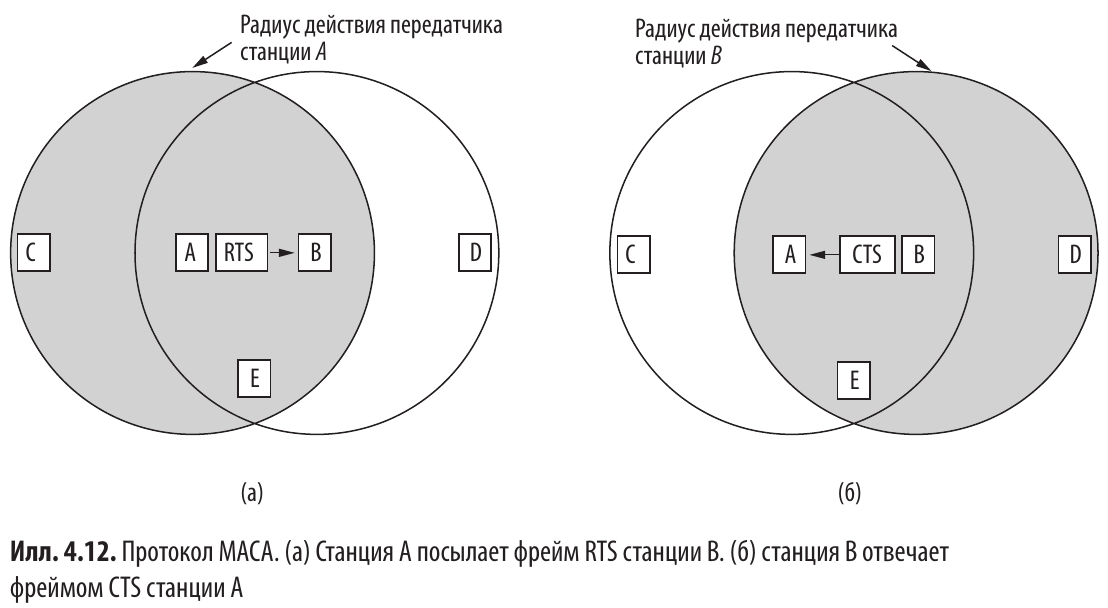 Радиус действия передатчика
станции A
Радиус действия передатчика
станции B
C
A
RTS
B
D
E
C
A
CTS
B
D
E
(а)
(б)
Илл. 4.12. Протокол MACA. (а) Станция A посылает фрейм RTS станции B. (б) станция B отвечает
фреймом CTS станции A